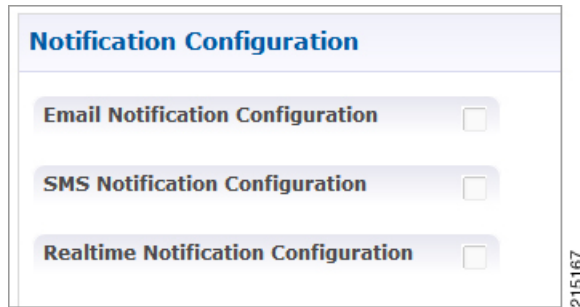 Notification Configuration
Email Notification Configuration
SMS Notification Configuration
Realtime Notification Configuration
215167